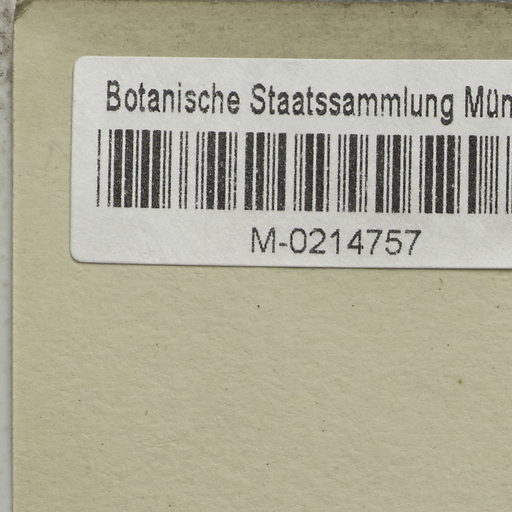 Botanische Staatssammlung Mün
M-0214757